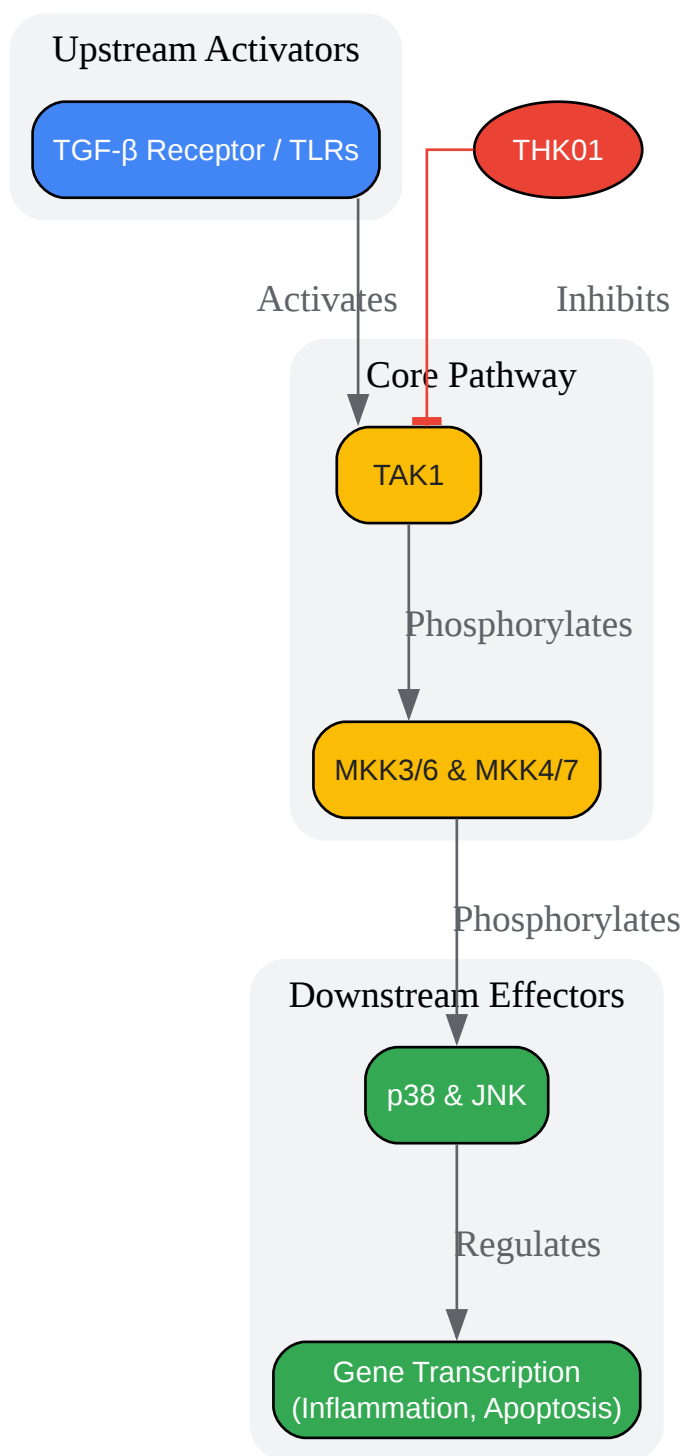 Upstream Activators
TGF-β Receptor / TLRs
THK01
Activates
Inhibits
Core Pathway
TAK1
Phosphorylates
MKK3/6 & MKK4/7
Phosphorylates
Downstream Effectors
p38 & JNK
Regulates
Gene Transcription
(Inflammation, Apoptosis)